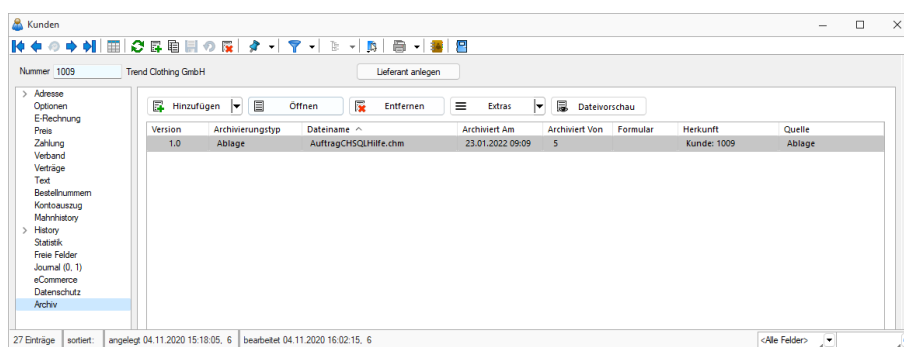 Kunden
Nummer 1009 Trend Clothing GmbH Lieferant anlegen
Adresse
Optionen
E-Rechnung
Preis
Zahlung
Verband
Verträge
Text
Bestellnummern
Kontoauszug
Mahnhistory
History
Statistik
Freie Felder
Journal (0, 1)
eCommerce
Datenschutz
Archiv
Hinzufügen Öffnen Entfernen Extras Dateivorschau
Version Archivierungstyp Dateiname Archiviert Am Archiviert Von Formular Herkunft Quelle
1.0 Ablage AuftragCHSQLHilfe.chm 23.01.2022 09:09 5 Kunde: 1009 Ablage
27 Einträge sortiert: angelegt 04.11.2020 15:18:05, 6 bearbeitet 04.11.2020 16:02:15, 6 <Alle Felder>